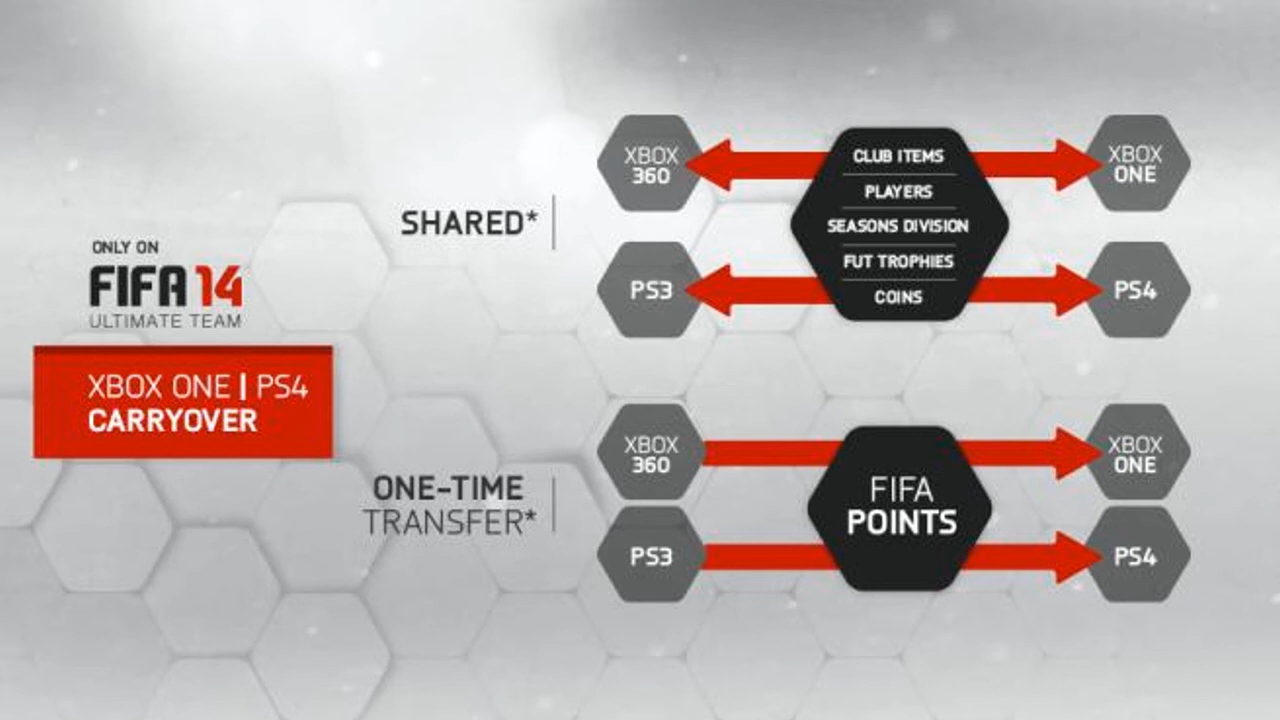 ONLY ON
FIFA 14
ULTIMATE TEAM
XBOX ONE | PS4
CARRYOVER
SHARED*
XBOX
360
CLUB ITEMS
PLAYERS
SEASONS DIVISION
FUT TROPHIES
COINS
XBOX
ONE
PS3
PS4
ONE-TIME
TRANSFER*
XBOX
360
FIFA
POINTS
XBOX
ONE
PS3
PS4